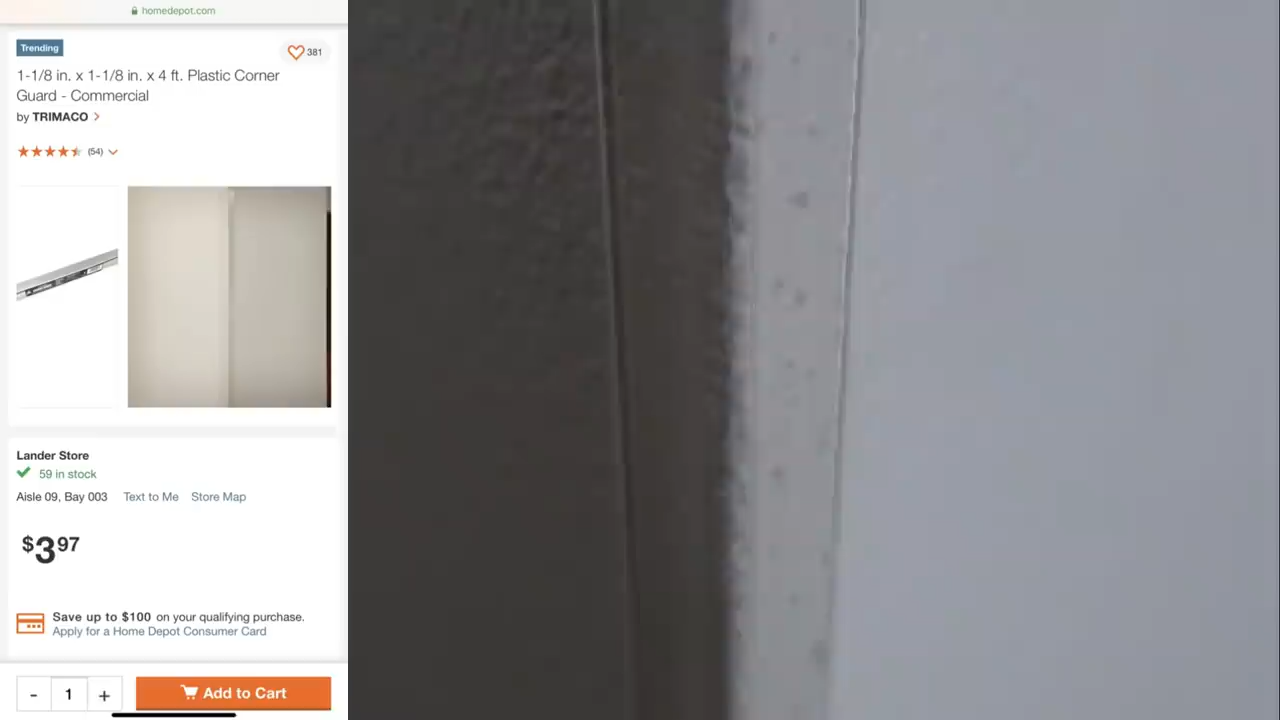 homedepot.com
Trending
381
1-1/8 in. x 1-1/8 in. x 4 ft. Plastic Corner
Guard - Commercial
by TRIMACO
(54)
Lander Store
59 in stock
Aisle 09, Bay 003 Text to Me Store Map
$397
Save up to $100 on your qualifying purchase.
Apply for a Home Depot Consumer Card
- 1 + Add to Cart